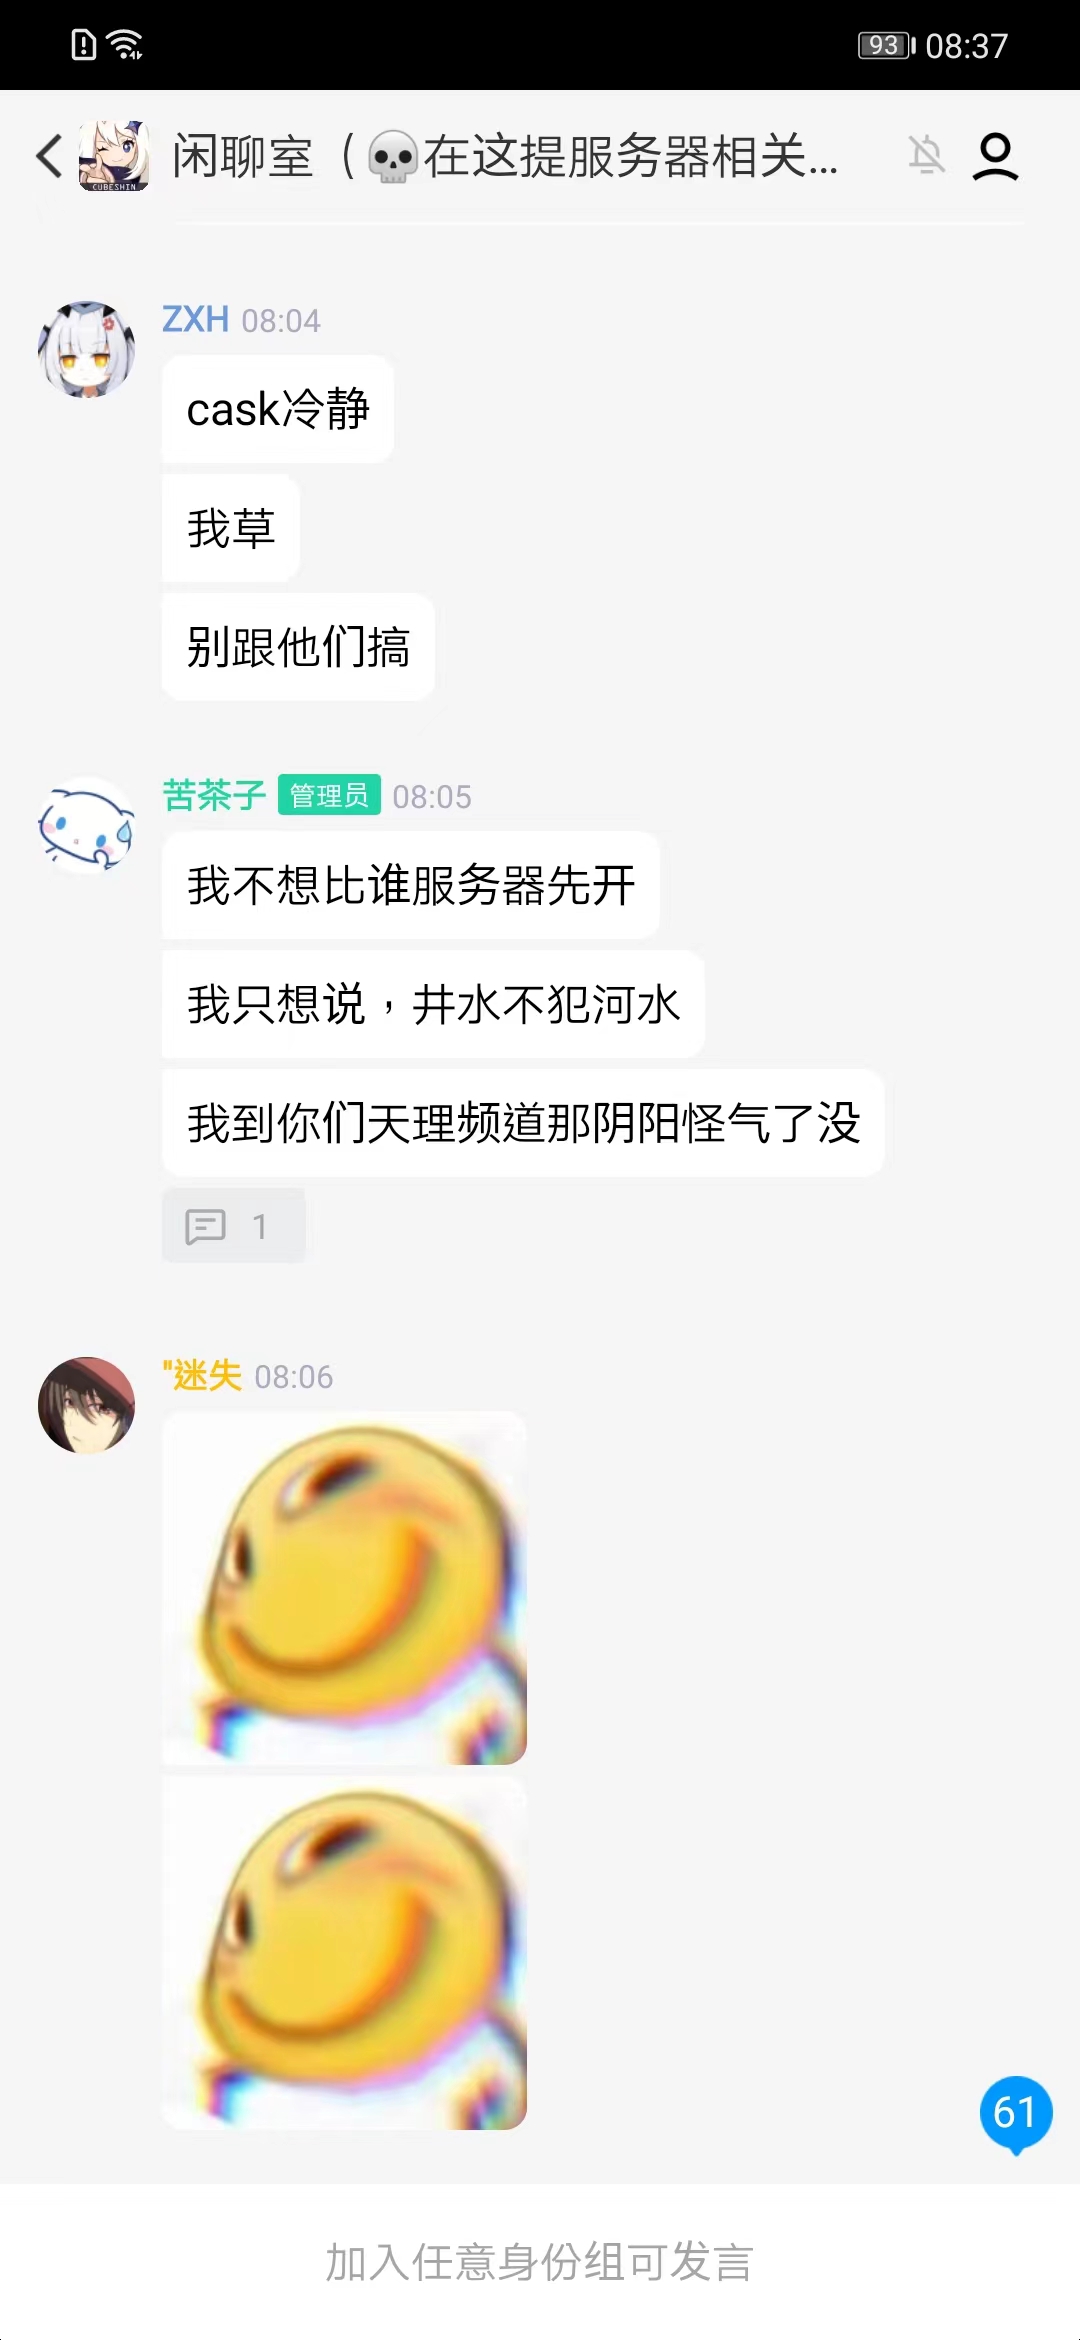 93 08:37
CUBESHIN
闲聊室（💀在这提服务器相关...
ZXH 08:04
cask冷静
我草
别跟他们搞
苦茶子 管理员 08:05
我不想比谁服务器先开
我只想说，井水不犯河水
我到你们天理频道那阴阳怪气了没
1
"迷失 08:06
61
加入任意身份组可发言